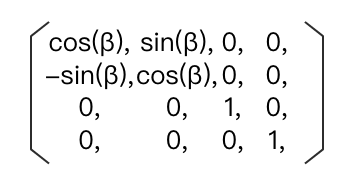 cos(β), sin(β), 0, 0,
−sin(β), cos(β), 0, 0,
0, 0, 1, 0,
0, 0, 0, 1,